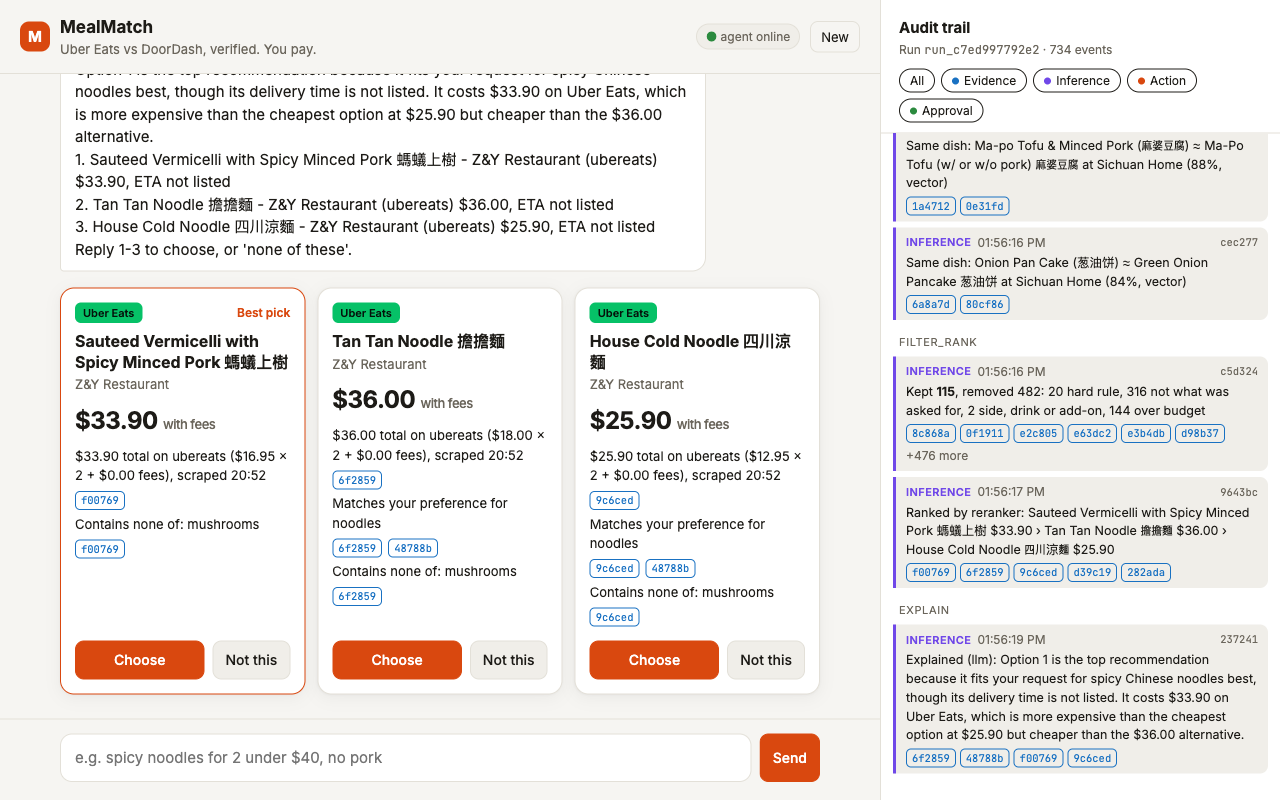 M
MealMatch
Uber Eats vs DoorDash, verified. You pay.
agent online
New
noodles best, though its delivery time is not listed. It costs $33.90 on Uber Eats, which
is more expensive than the cheapest option at $25.90 but cheaper than the $36.00
alternative.
1. Sauteed Vermicelli with Spicy Minced Pork 螞蟻上樹 - Z&Y Restaurant (ubereats)
$33.90, ETA not listed
2. Tan Tan Noodle 擔擔麵 - Z&Y Restaurant (ubereats) $36.00, ETA not listed
3. House Cold Noodle 四川涼麵 - Z&Y Restaurant (ubereats) $25.90, ETA not listed
Reply 1-3 to choose, or 'none of these'.
Uber Eats
Best pick
Sauteed Vermicelli with
Spicy Minced Pork 螞蟻上樹
Z&Y Restaurant
$33.90 with fees
$33.90 total on ubereats ($16.95 ×
2 + $0.00 fees), scraped 20:52
f00769
Contains none of: mushrooms
f00769
Choose
Not this
Uber Eats
Tan Tan Noodle 擔擔麵
Z&Y Restaurant
$36.00 with fees
$36.00 total on ubereats ($18.00 ×
2 + $0.00 fees), scraped 20:52
6f2859
Matches your preference for
noodles
6f2859 48788b
Contains none of: mushrooms
6f2859
Choose
Not this
Uber Eats
House Cold Noodle 四川涼
麵
Z&Y Restaurant
$25.90 with fees
$25.90 total on ubereats ($12.95 ×
2 + $0.00 fees), scraped 20:52
9c6ced
Matches your preference for
noodles
9c6ced 48788b
Contains none of: mushrooms
9c6ced
Choose
Not this
e.g. spicy noodles for 2 under $40, no pork
Send
Audit trail
Run run_c7ed997792e2 · 734 events
All
Evidence
Inference
Action
Approval
Same dish: Ma-po Tofu & Minced Pork (麻婆豆腐) ≈ Ma-Po
Tofu (w/ or w/o pork) 麻婆豆腐 at Sichuan Home (88%,
vector)
1a4712 0e31fd
INFERENCE 01:56:16 PM cec277
Same dish: Onion Pan Cake (葱油饼) ≈ Green Onion
Pancake 葱油饼 at Sichuan Home (84%, vector)
6a8a7d 80cf86
FILTER_RANK
INFERENCE 01:56:16 PM c5d324
Kept 115, removed 482: 20 hard rule, 316 not what was
asked for, 2 side, drink or add-on, 144 over budget
8c868a 0f1911 e2c805 e63dc2 e3b4db d98b37
+476 more
INFERENCE 01:56:17 PM 9643bc
Ranked by reranker: Sauteed Vermicelli with Spicy Minced
Pork 螞蟻上樹 $33.90 › Tan Tan Noodle 擔擔麵 $36.00 ›
House Cold Noodle 四川涼麵 $25.90
f00769 6f2859 9c6ced d39c19 282ada
EXPLAIN
INFERENCE 01:56:19 PM 237241
Explained (llm): Option 1 is the top recommendation
because it fits your request for spicy Chinese noodles best,
though its delivery time is not listed. It costs $33.90 on
Uber Eats, which is more expensive than the cheapest
option at $25.90 but cheaper than the $36.00 alternative.
6f2859 48788b f00769 9c6ced